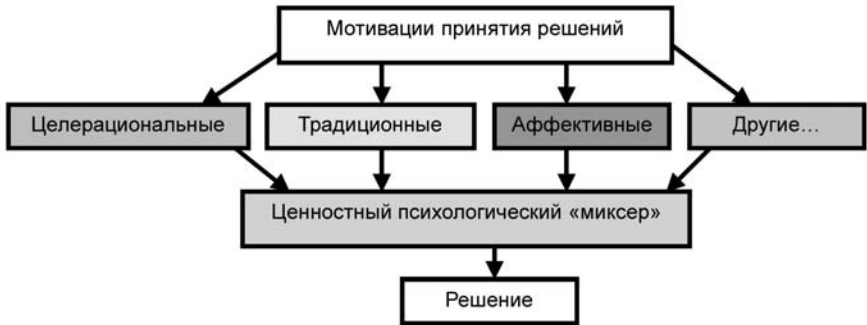 Мотивации принятия решений
Целерациональные
Традиционные
Аффективные
Другие...
Ценностный психологический «миксер»
Решение